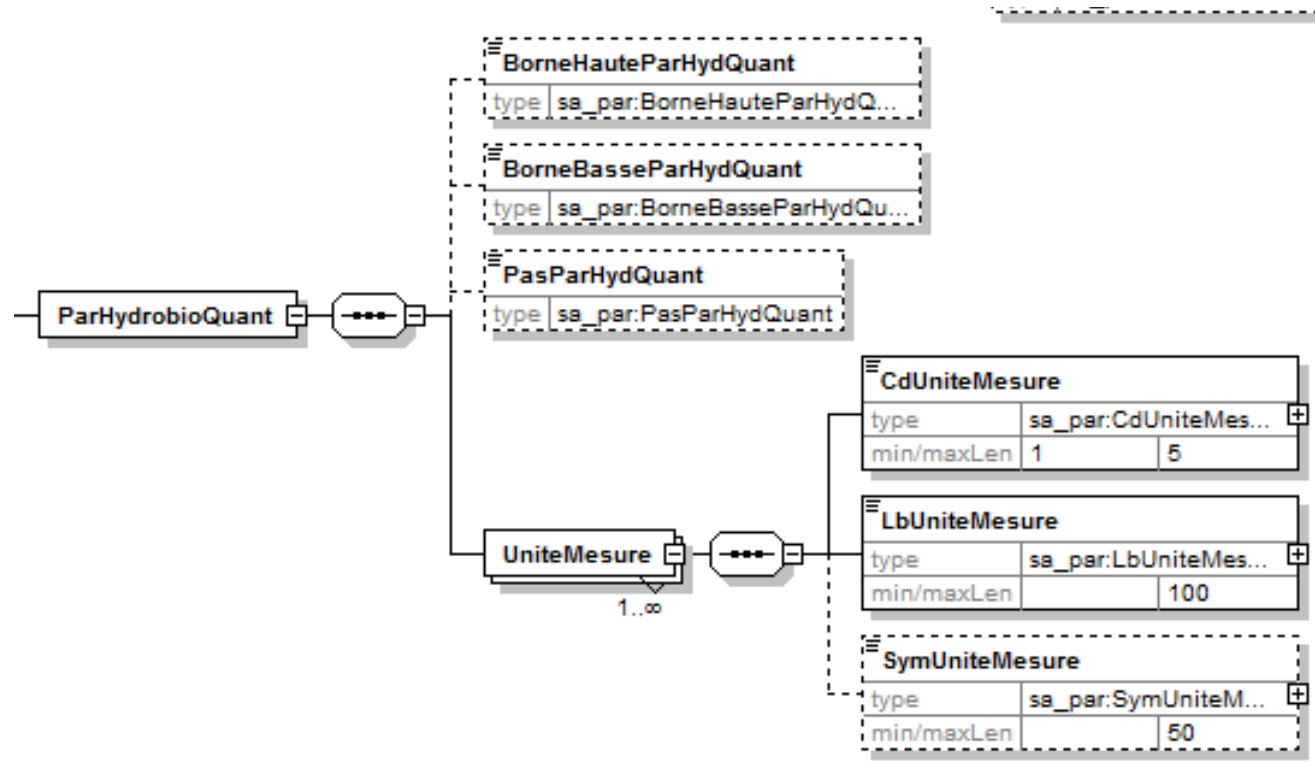 BorneHauteParHydQuant
type sa_par:BorneHauteParHydQ...
BorneBasseParHydQuant
type sa_par:BorneBasseParHydQu...
PasParHydQuant
type sa_par:PasParHydQuant
ParHydrobioQuant
CdUniteMesure
type sa_par:CdUniteMes...
min/maxLen 1 5
LbUniteMesure
type sa_par:LbUniteMes...
min/maxLen 100
UniteMesure
1..∞
SymUniteMesure
type sa_par:SymUniteM...
min/maxLen 50